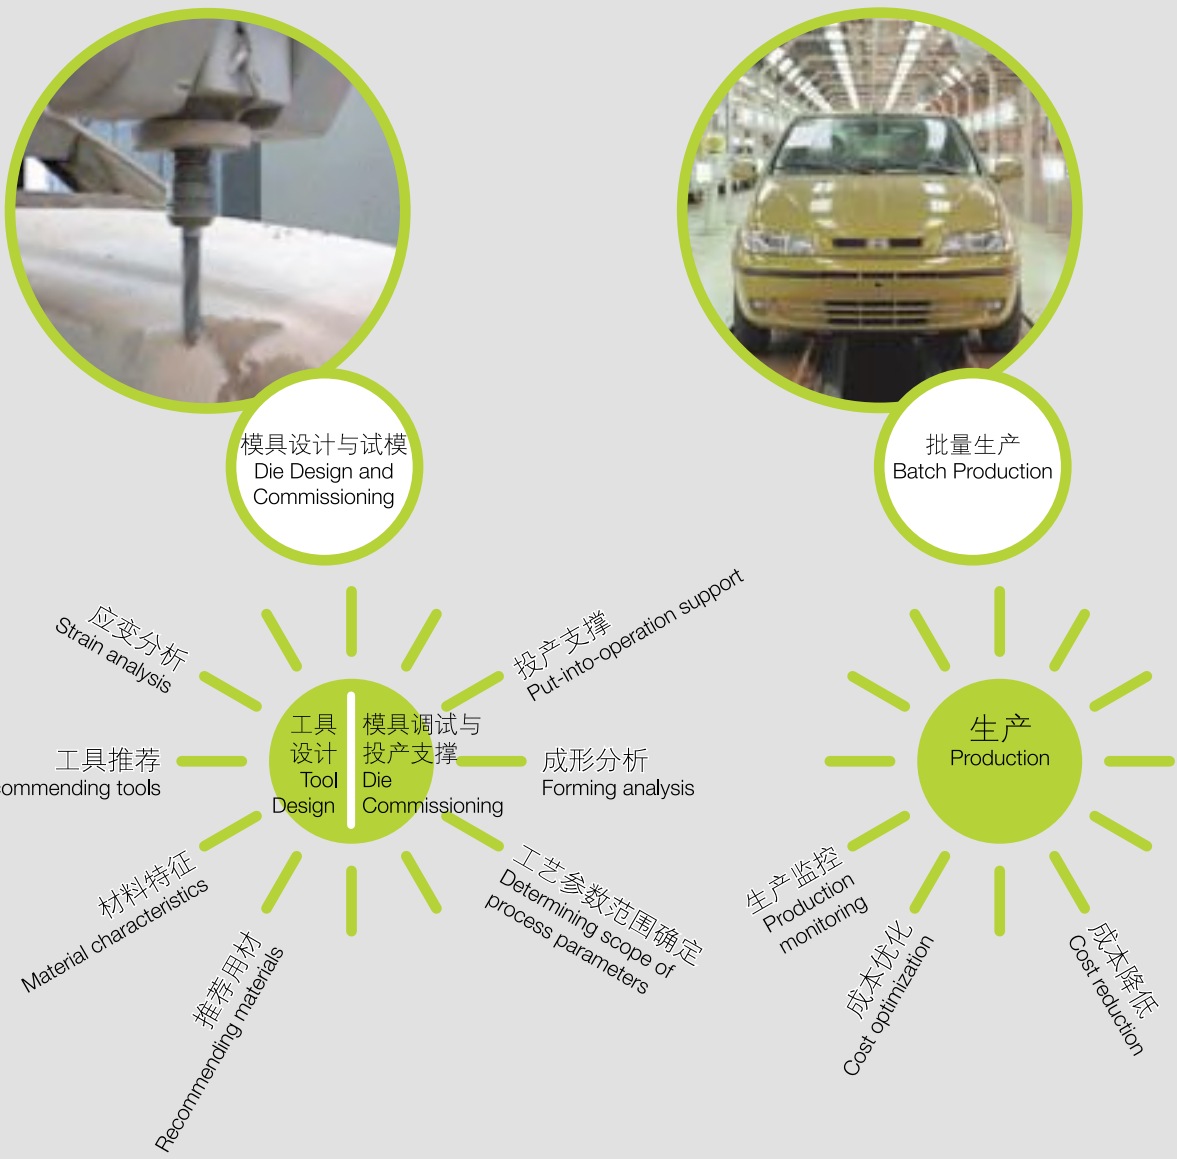 模具设计与试模
Die Design and
Commissioning
批量生产
Batch Production
应变分析
Strain analysis
工具推荐
commending tools
材料特征
Material characteristics
推荐用材
Recommending materials
工具
设计
Tool
Design
模具调试与
投产支撑
Die
Commissioning
投产支撑
Put-into-operation support
成形分析
Forming analysis
工艺参数范围确定
Determining scope of
process parameters
生产
Production
生产监控
Production
monitoring
成本优化
Cost optimization
成本降低
Cost reduction